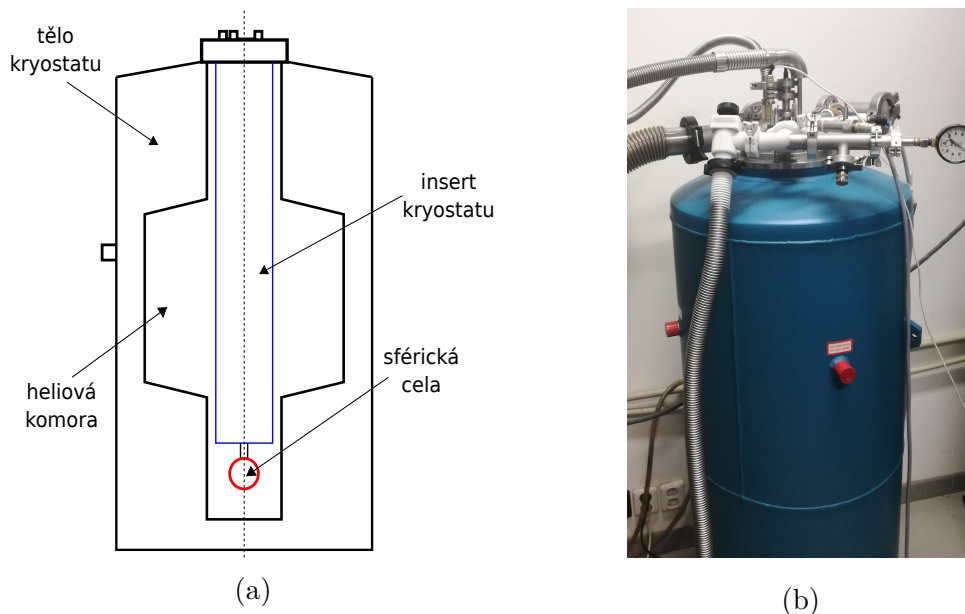 tělo
kryostatu
insert
kryostatu
sférická
cela
heliová
komora
(a)
(b)